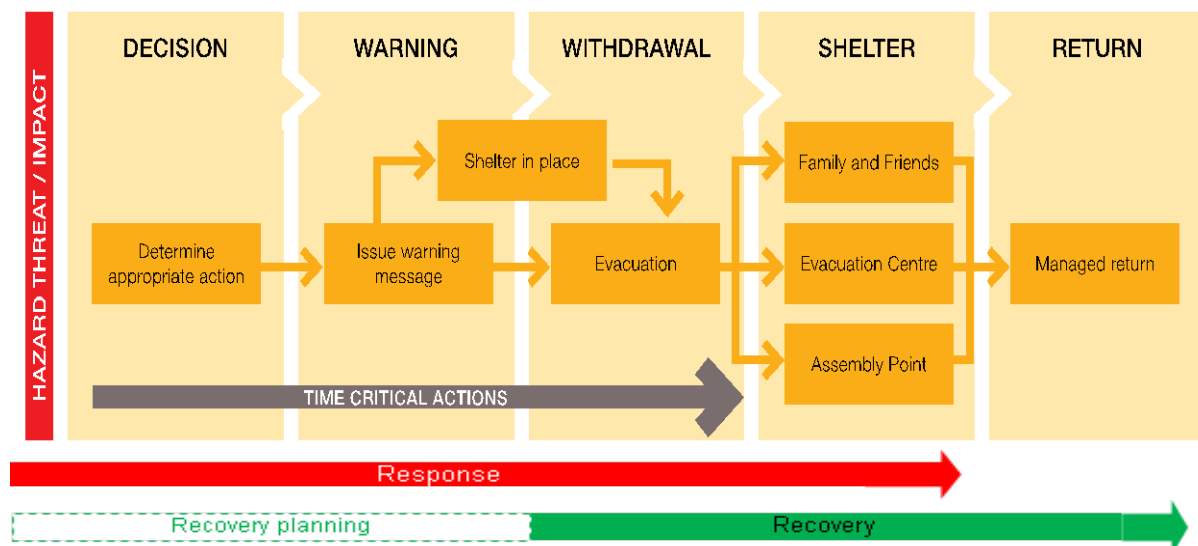 HAZARD THREAT / IMPACT
DECISION
WARNING
WITHDRAWAL
SHELTER
RETURN
Shelter in place
Family and Friends
Determine
appropriate action
Issue warning
message
Evacuation
Evacuation Centre
Managed return
Assembly Point
TIME CRITICAL ACTIONS
Response
Recovery planning
Recovery